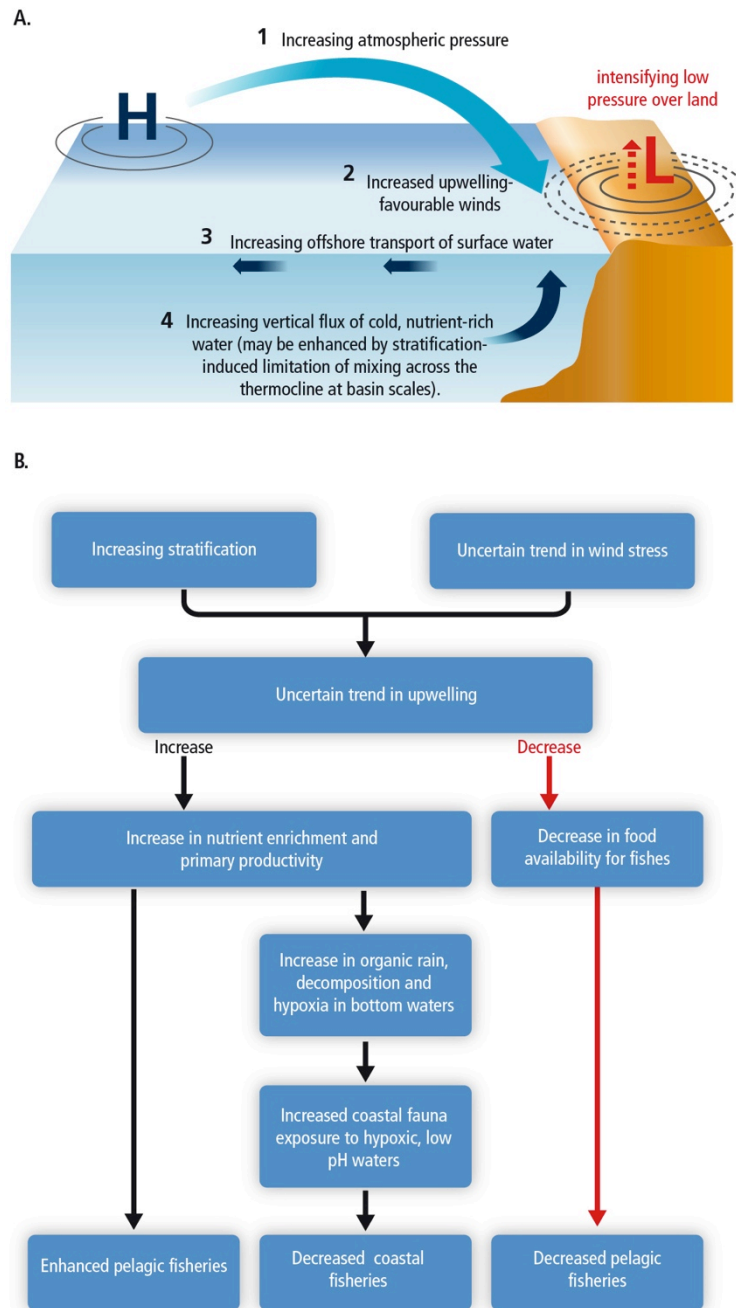 A.
1 Increasing atmospheric pressure
H
intensifying low
pressure over land
L
2 Increased upwelling-
favourable winds
3 Increasing offshore transport of surface water
4 Increasing vertical flux of cold, nutrient-rich
water (may be enhanced by stratification-
induced limitation of mixing across the
thermocline at basin scales).
B.
Increasing stratification
Uncertain trend in wind stress
Uncertain trend in upwelling
Increase
Decrease
Increase in nutrient enrichment and
primary productivity
Decrease in food
availability for fishes
Increase in organic rain,
decomposition and
hypoxia in bottom waters
Increased coastal fauna
exposure to hypoxic, low
pH waters
Enhanced pelagic fisheries
Decreased coastal
fisheries
Decreased pelagic
fisheries